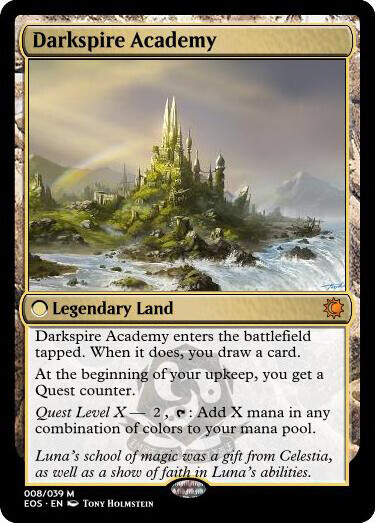 Darkspire Academy
Legendary Land
Darkspire Academy enters the battlefield
tapped. When it does, you draw a card.
At the beginning of your upkeep, you get a
Quest counter.
Quest Level X — 2 , : Add X mana in any
combination of colors to your mana pool.
Luna's school of magic was a gift from Celestia,
as well as a show of faith in Luna's abilities.
008/039 M
EOS • EN Tony Holmstein